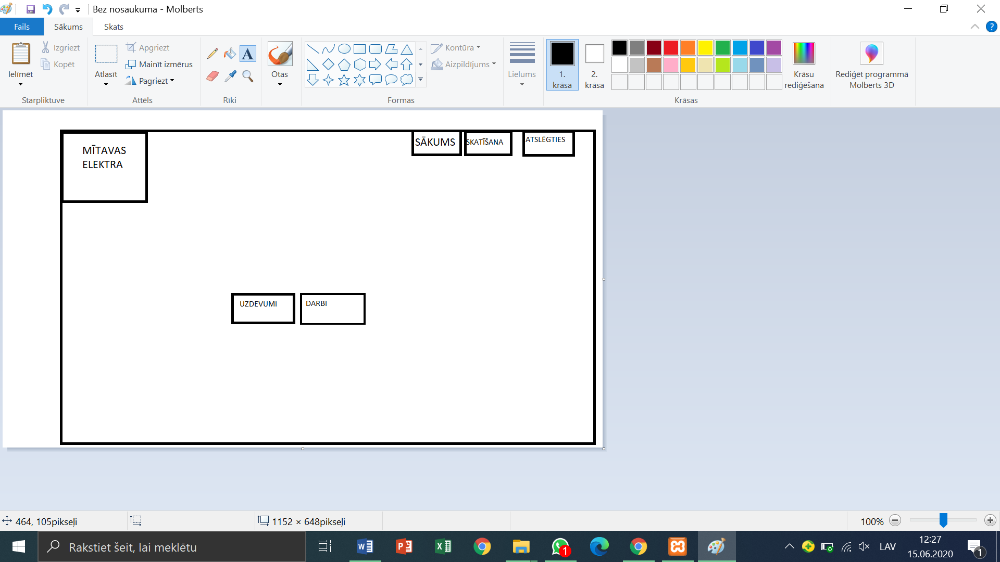 Bez nosaukuma - Molberts
Fails
Sākums
Skats
Ielīmēt
Izgriezt
Kopēt
Starpliktuve
Atlasīt
Apgriezt
Mainīt izmērus
Pagriezt
Attēls
A
Rīki
Otas
Kontūra
Aizpildījums
Formas
Lielums
1.
krāsa
2.
krāsa
Krāsu
rediģēšana
Krāsas
Rediģēt programmā
Molberts 3D
MĪTAVAS
ELEKTRA
SĀKUMS
SKATĪŠANA
ATSLĒGTIES
UZDEVUMI
DARBI
464, 105pikseļi
1152 × 648pikseļi
100%
Rakstiet šeit, lai meklētu
1
LAV
12:27
15.06.2020
1